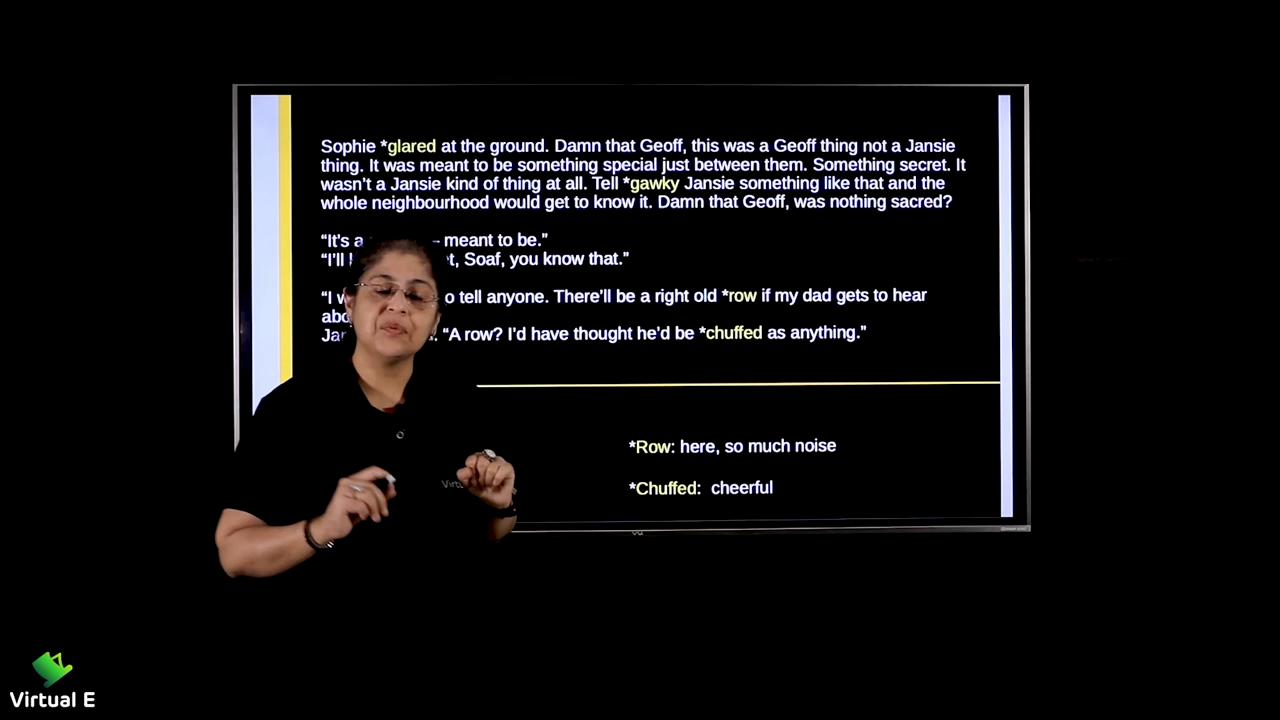 Sophie *glared at the ground. Damn that Geoff, this was a Geoff thing not a Jansie
thing. It was meant to be something special just between them. Something secret. It
wasn't a Jansie kind of thing at all. Tell *gawky Jansie something like that and the
whole neighbourhood would get to know it. Damn that Geoff, was nothing sacred?
“It's a – meant to be.”
“I'll Soaf, you know that.”
“I tell anyone. There'll be a right old *row if my dad gets to hear
“A row? I'd have thought he'd be *chuffed as anything.”
*Row: here, so much noise
*Chuffed: cheerful
Virtual E